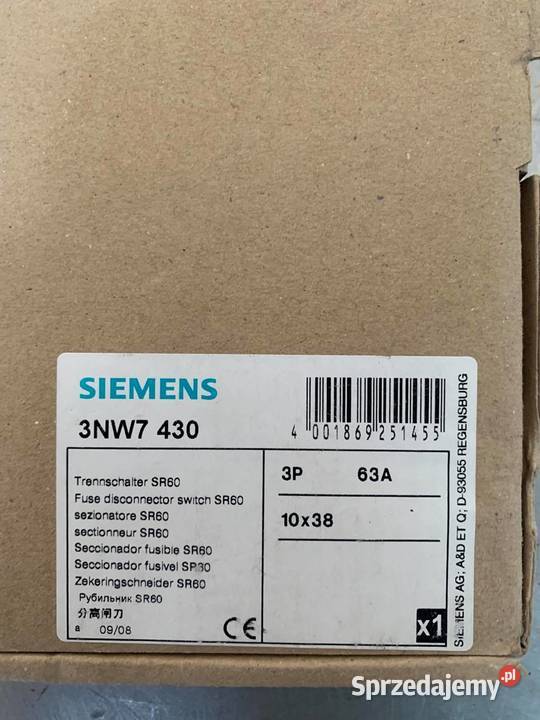 SIEMENS
3NW7 430
4 001869 251455
Trennschalter SR60
Fuse disconnector switch SR60
sezionatore SR60
sectionneur SR60
Seccionador fusible SR60
Seccionador fusivel SR60
Zekeringschneider SR60
Рубильник SR60
分离闸刀
a 09/08
CE
3P 63A
10x38
x1
SIEMENS AG; A&D ET Q; D-93055 REGENSBURG
Sprzedajemy.pl